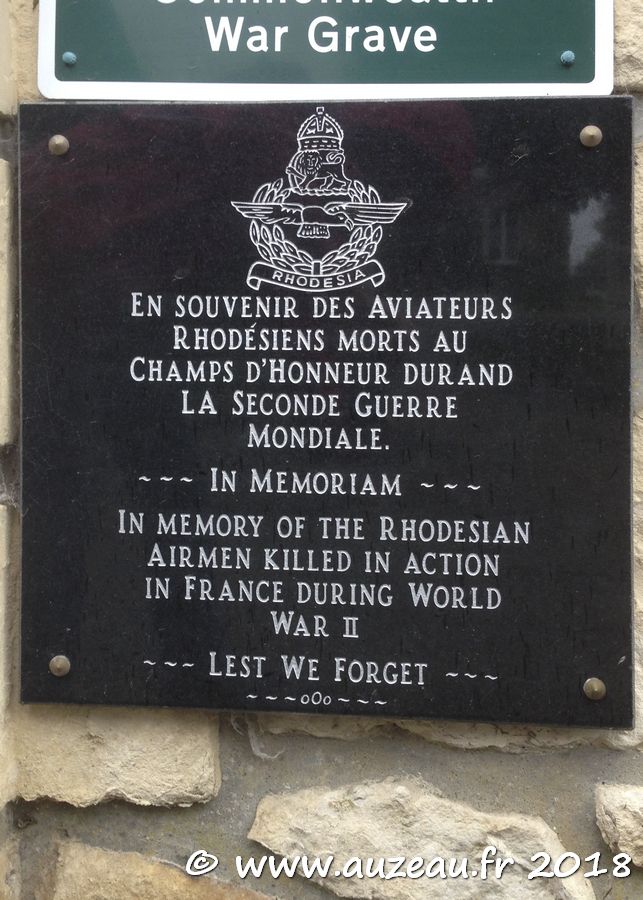 Commonwealth
War Grave
RHODESIA
EN SOUVENIR DES AVIATEURS
RHODÉSIENS MORTS AU
CHAMPS D'HONNEUR DURAND
LA SECONDE GUERRE
MONDIALE.
~ ~ ~ IN MEMORIAM ~ ~ ~
IN MEMORY OF THE RHODESIAN
AIRMEN KILLED IN ACTION
IN FRANCE DURING WORLD
WAR II
~ ~ ~ LEST WE FORGET ~ ~ ~
~ ~ ~ oOo ~ ~ ~
© www.auzeau.fr 2018